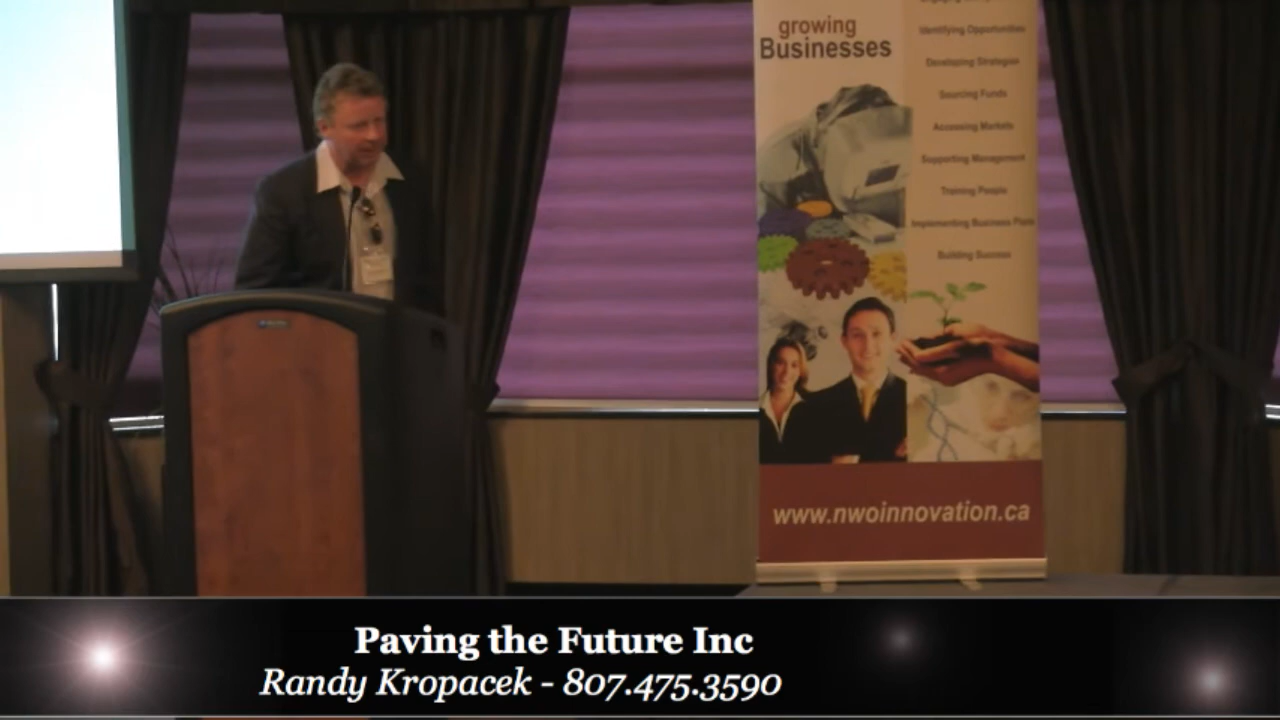 growing
Businesses
Identifying Opportunities
Developing Strategies
Sourcing Funds
Accessing Markets
Supporting Management
Training People
Implementing Business Plans
Building Success
www.nwoinnovation.ca
Paving the Future Inc
Randy Kropacek - 807.475.3590